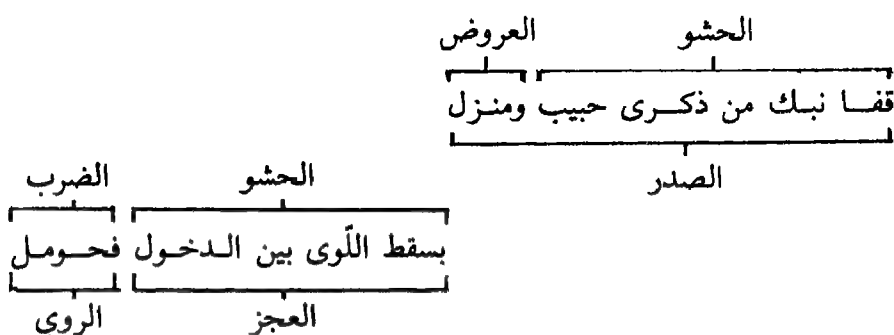 الحشو العروض
قفا نبك من ذكرى حبيب ومنزل
الصدر
الحشو الضرب
بسقط اللّوى بين الدخول فحومل
العجز الروى